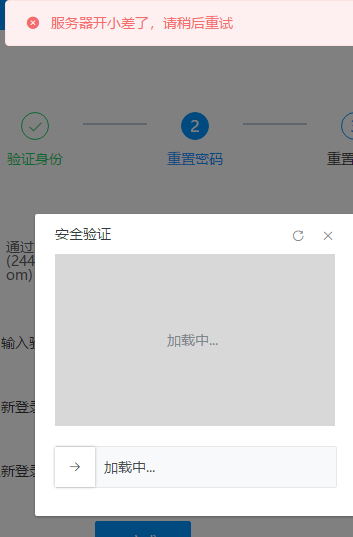 服务器开小差了，请稍后重试
2
验证身份
重置密码
重置
安全验证
通过
(244
om)
加载中...
输入验
新登录
加载中...
新登录